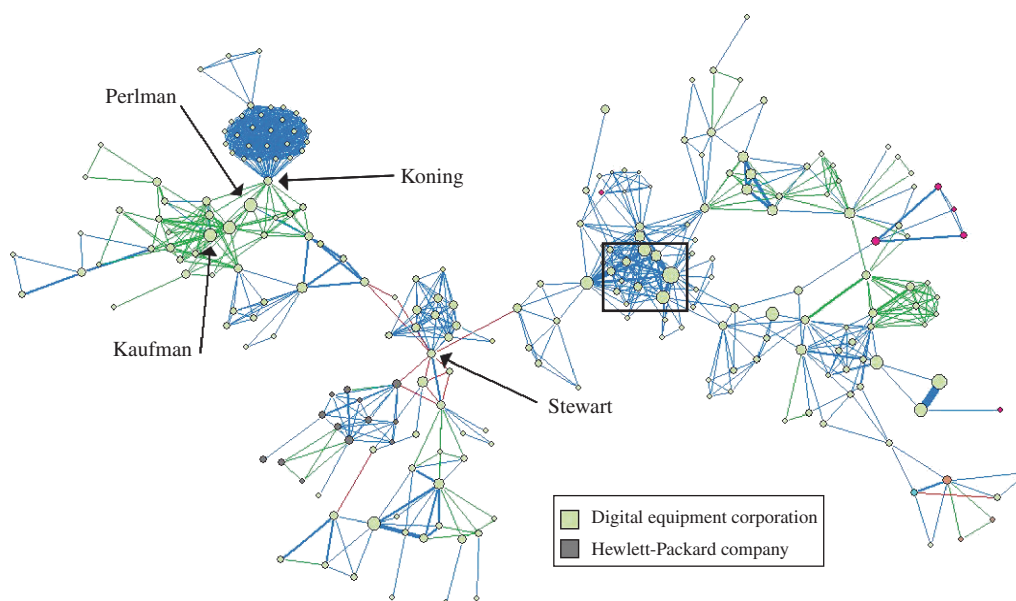 Perlman
Koning
Kaufman
Stewart
Digital equipment corporation
Hewlett-Packard company